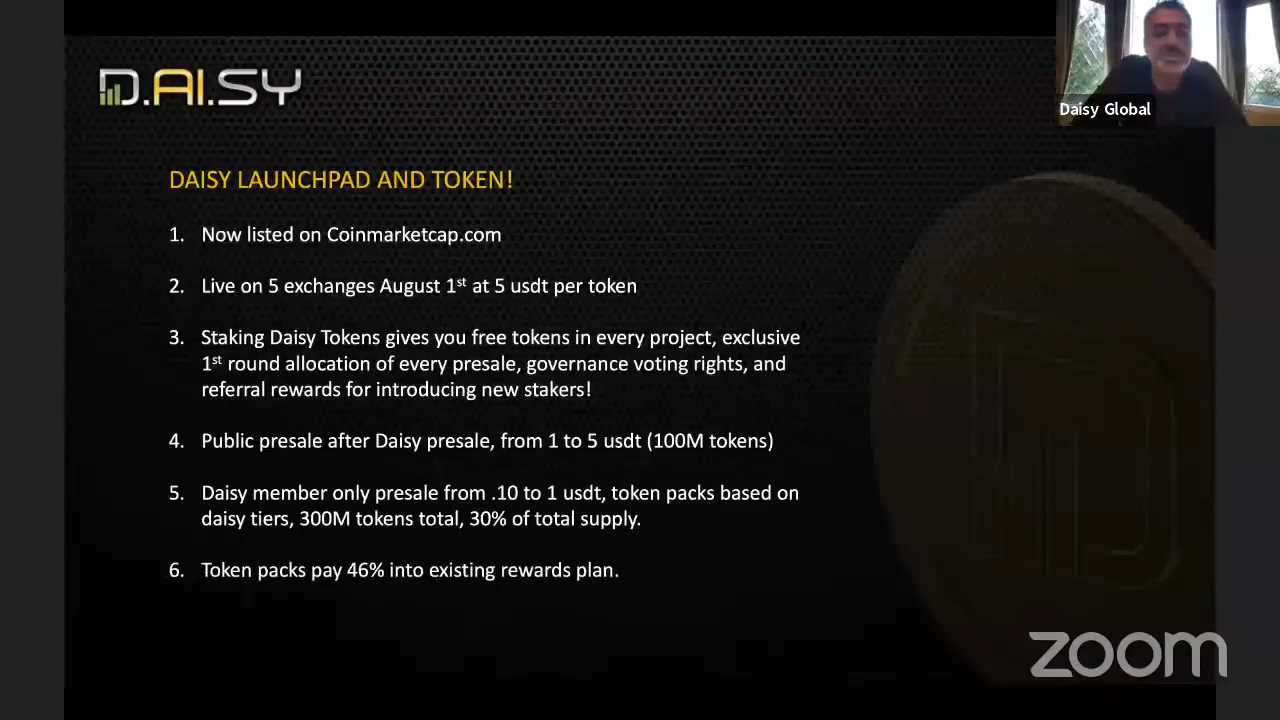 D.AI.SY
Daisy Global
DAISY LAUNCHPAD AND TOKEN!
1. Now listed on Coinmarketcap.com
2. Live on 5 exchanges August 1st at 5 usdt per token
3. Staking Daisy Tokens gives you free tokens in every project, exclusive
1st round allocation of every presale, governance voting rights, and
referral rewards for introducing new stakers!
4. Public presale after Daisy presale, from 1 to 5 usdt (100M tokens)
5. Daisy member only presale from .10 to 1 usdt, token packs based on
daisy tiers, 300M tokens total, 30% of total supply.
6. Token packs pay 46% into existing rewards plan.
zoom